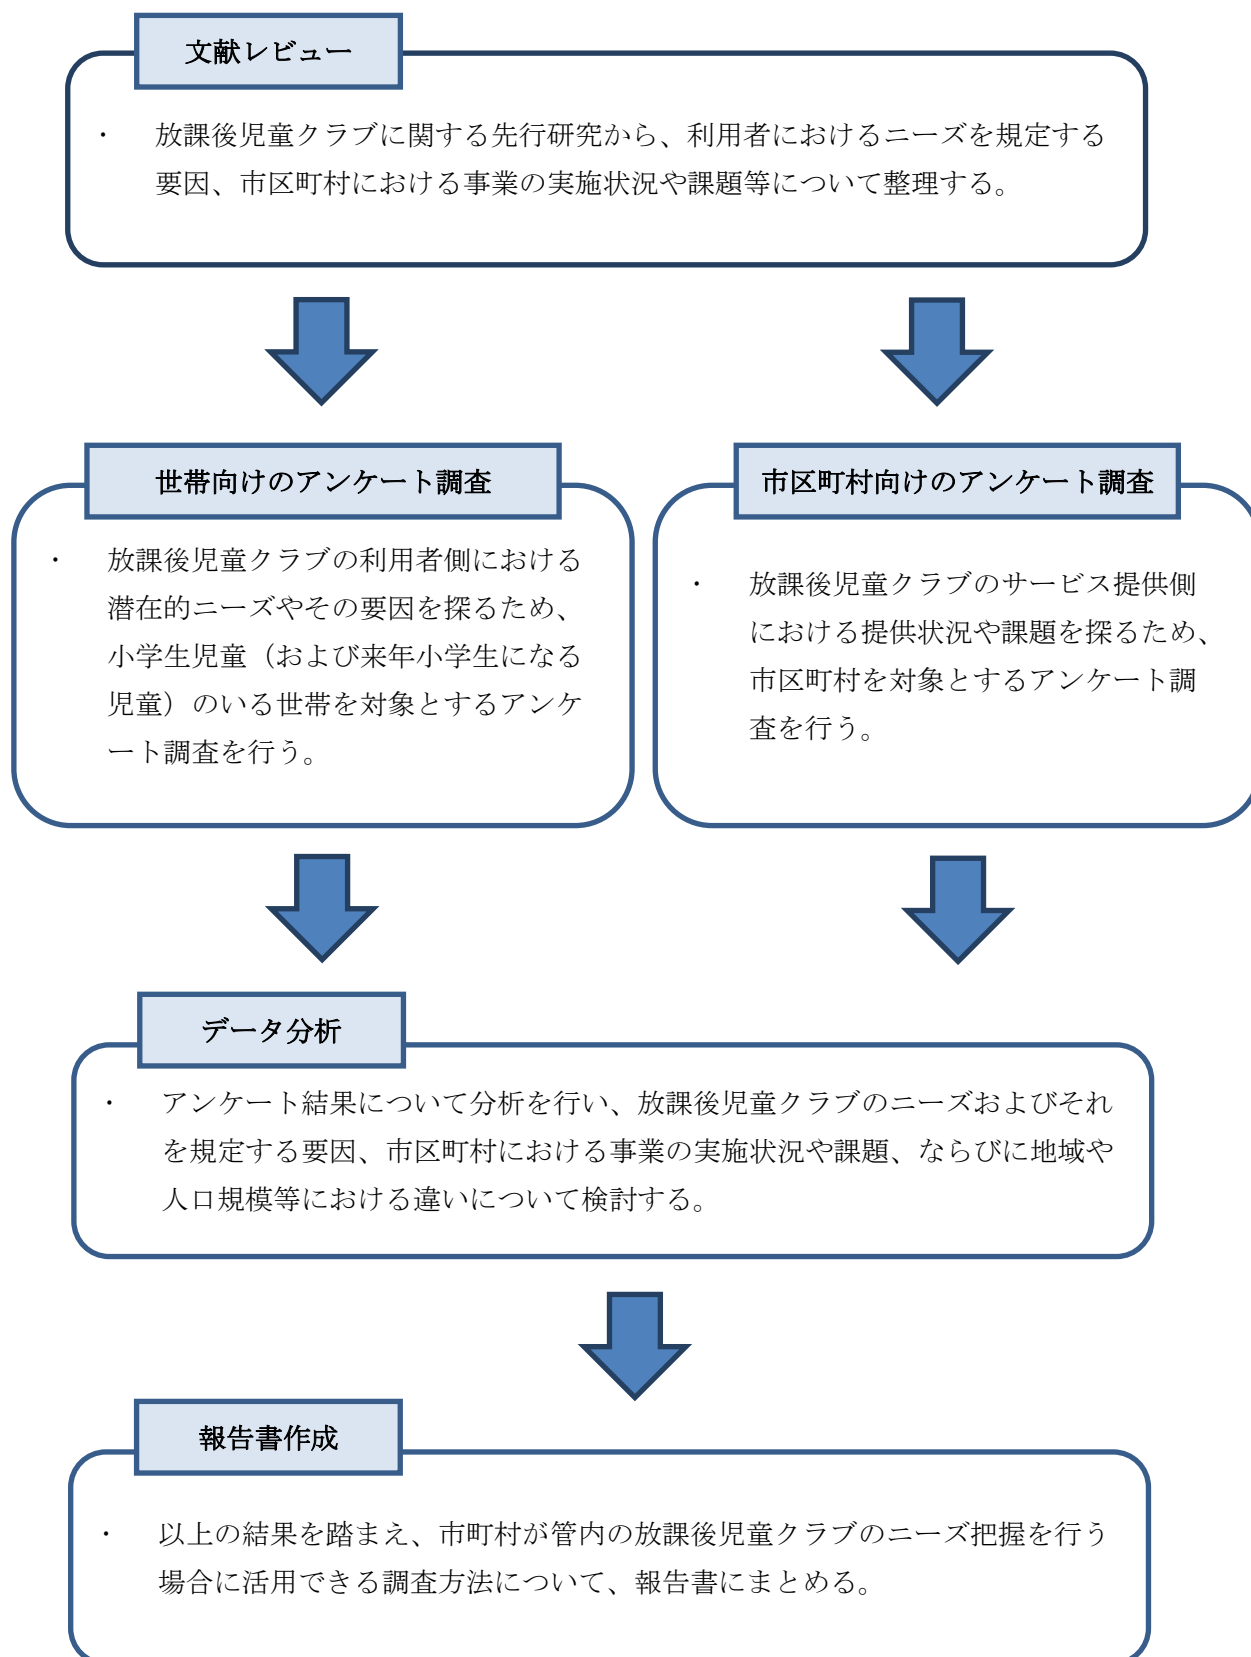 文献レビュー
・ 放課後児童クラブに関する先行研究から、利用者におけるニーズを規定する
要因、市区町村における事業の実施状況や課題等について整理する。
世帯向けのアンケート調査
・ 放課後児童クラブの利用者側における
潜在的ニーズやその要因を探るため、
小学生児童（および来年小学生になる
児童）のいる世帯を対象とするアンケ
ート調査を行う。
市区町村向けのアンケート調査
・ 放課後児童クラブのサービス提供側
における提供状況や課題を探るため、
市区町村を対象とするアンケート調
査を行う。
データ分析
・ アンケート結果について分析を行い、放課後児童クラブのニーズおよびそれ
を規定する要因、市区町村における事業の実施状況や課題、ならびに地域や
人口規模等における違いについて検討する。
報告書作成
・ 以上の結果を踏まえ、市町村が管内の放課後児童クラブのニーズ把握を行う
場合に活用できる調査方法について、報告書にまとめる。